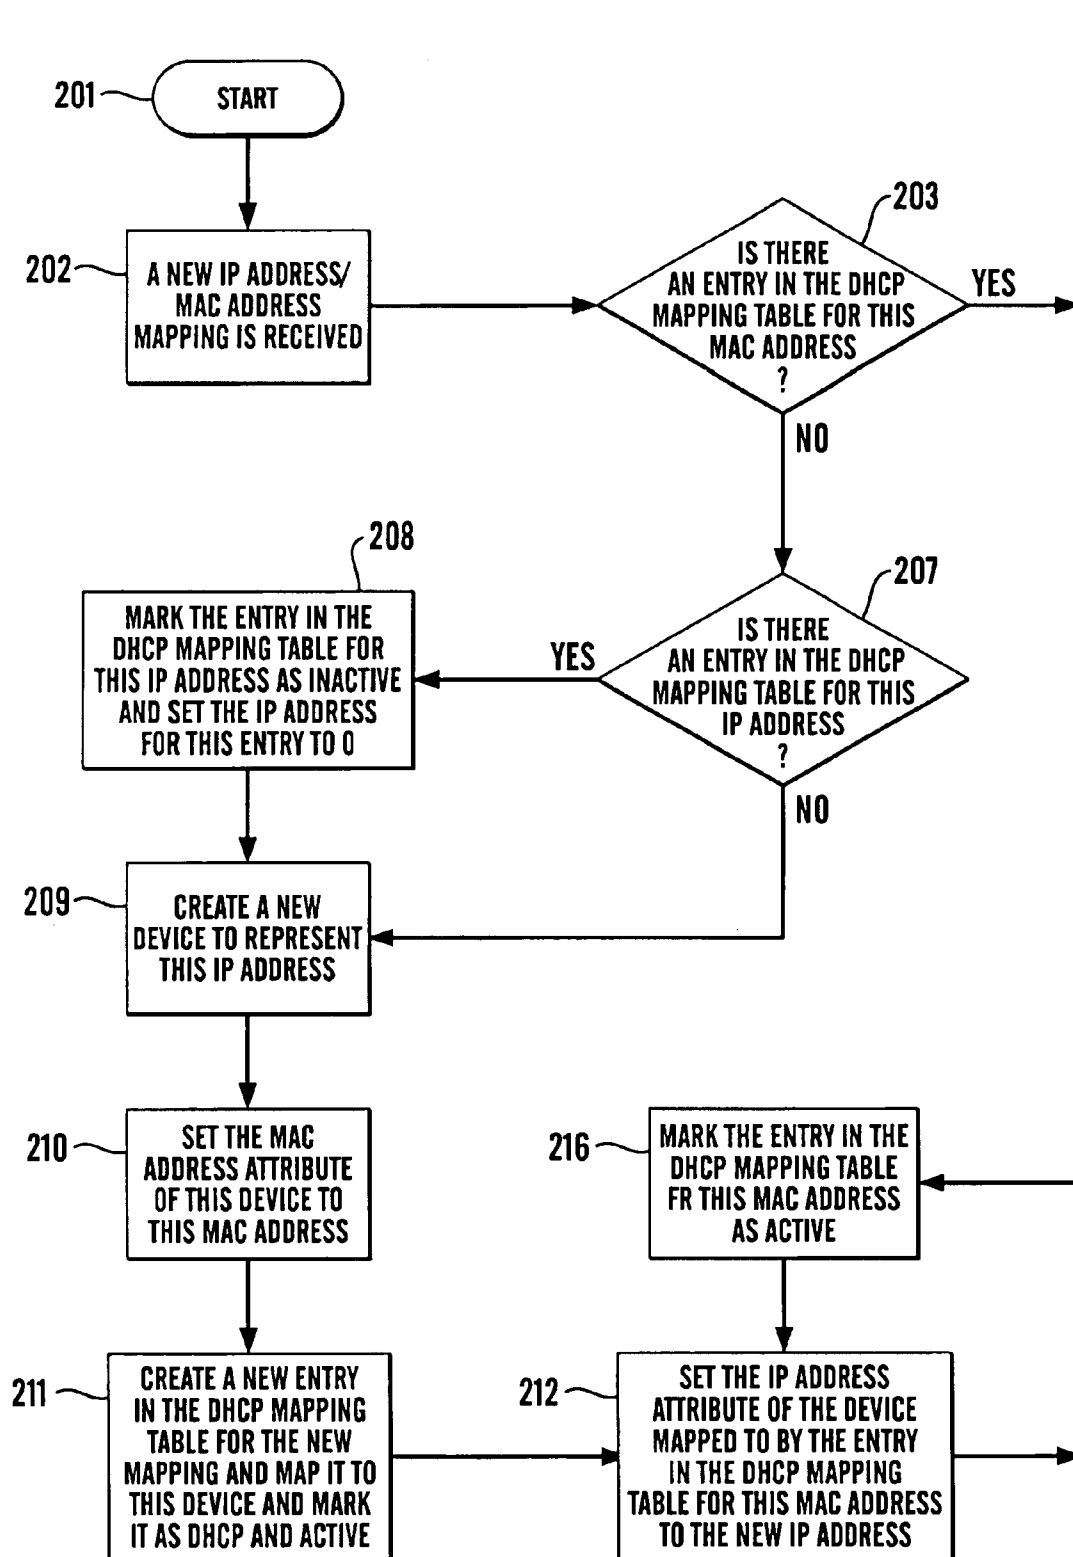 201
START
202
A NEW IP ADDRESS/
MAC ADDRESS
MAPPING IS RECEIVED
203
IS THERE
AN ENTRY IN THE DHCP
MAPPING TABLE FOR THIS
MAC ADDRESS
?
YES
NO
207
IS THERE
AN ENTRY IN THE DHCP
MAPPING TABLE FOR THIS
IP ADDRESS
?
YES
NO
208
MARK THE ENTRY IN THE
DHCP MAPPING TABLE FOR
THIS IP ADDRESS AS INACTIVE
AND SET THE IP ADDRESS
FOR THIS ENTRY TO 0
209
CREATE A NEW
DEVICE TO REPRESENT
THIS IP ADDRESS
210
SET THE MAC
ADDRESS ATTRIBUTE
OF THIS DEVICE TO
THIS MAC ADDRESS
216
MARK THE ENTRY IN THE
DHCP MAPPING TABLE
FR THIS MAC ADDRESS
AS ACTIVE
211
CREATE A NEW ENTRY
IN THE DHCP MAPPING
TABLE FOR THE NEW
MAPPING AND MAP IT TO
THIS DEVICE AND MARK
IT AS DHCP AND ACTIVE
212
SET THE IP ADDRESS
ATTRIBUTE OF THE DEVICE
MAPPED TO BY THE ENTRY
IN THE DHCP MAPPING
TABLE FOR THIS MAC ADDRESS
TO THE NEW IP ADDRESS